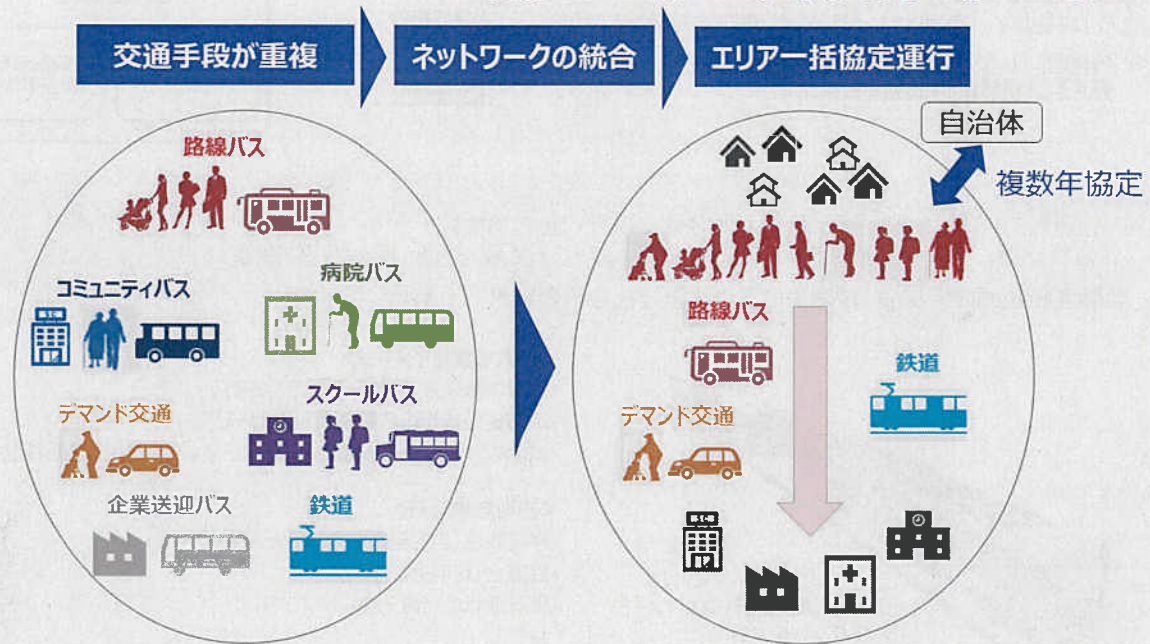 交通手段が重複
ネットワークの統合
エリア一括協定運行
路線バス
コミュニティバス
病院バス
デマンド交通
スクールバス
企業送迎バス
鉄道
自治体
複数年協定
路線バス
鉄道
デマンド交通